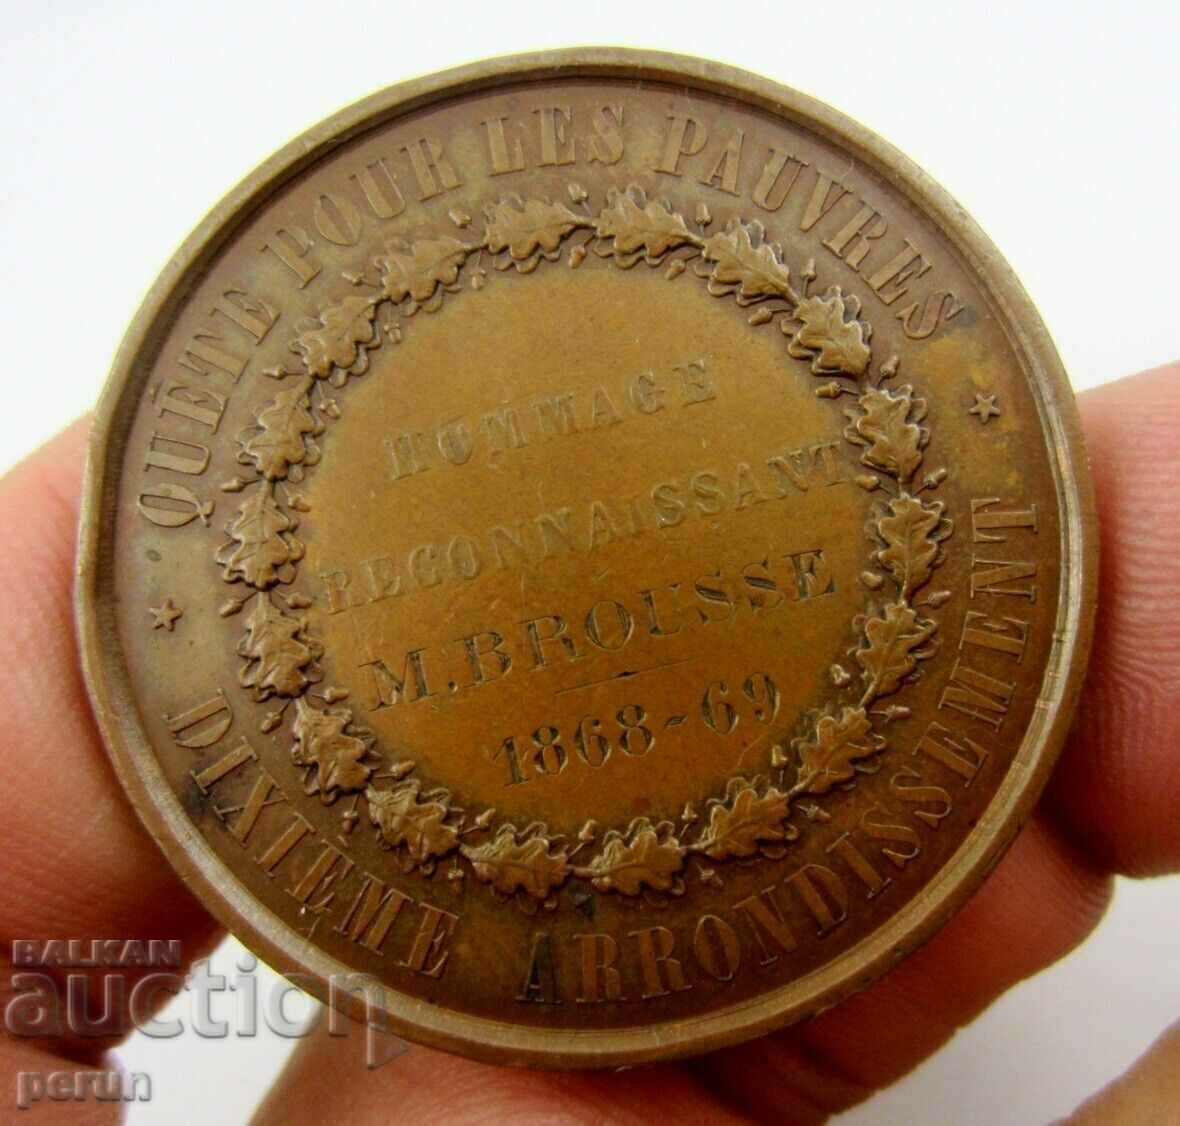 QUÊTE POUR LES PAUVRES
HOMMAGE
RECONNAISSANT
M. BROUSSE
1868-69
DIXIÈME ARRONDISSEMENT
BALKAN
auction
perun